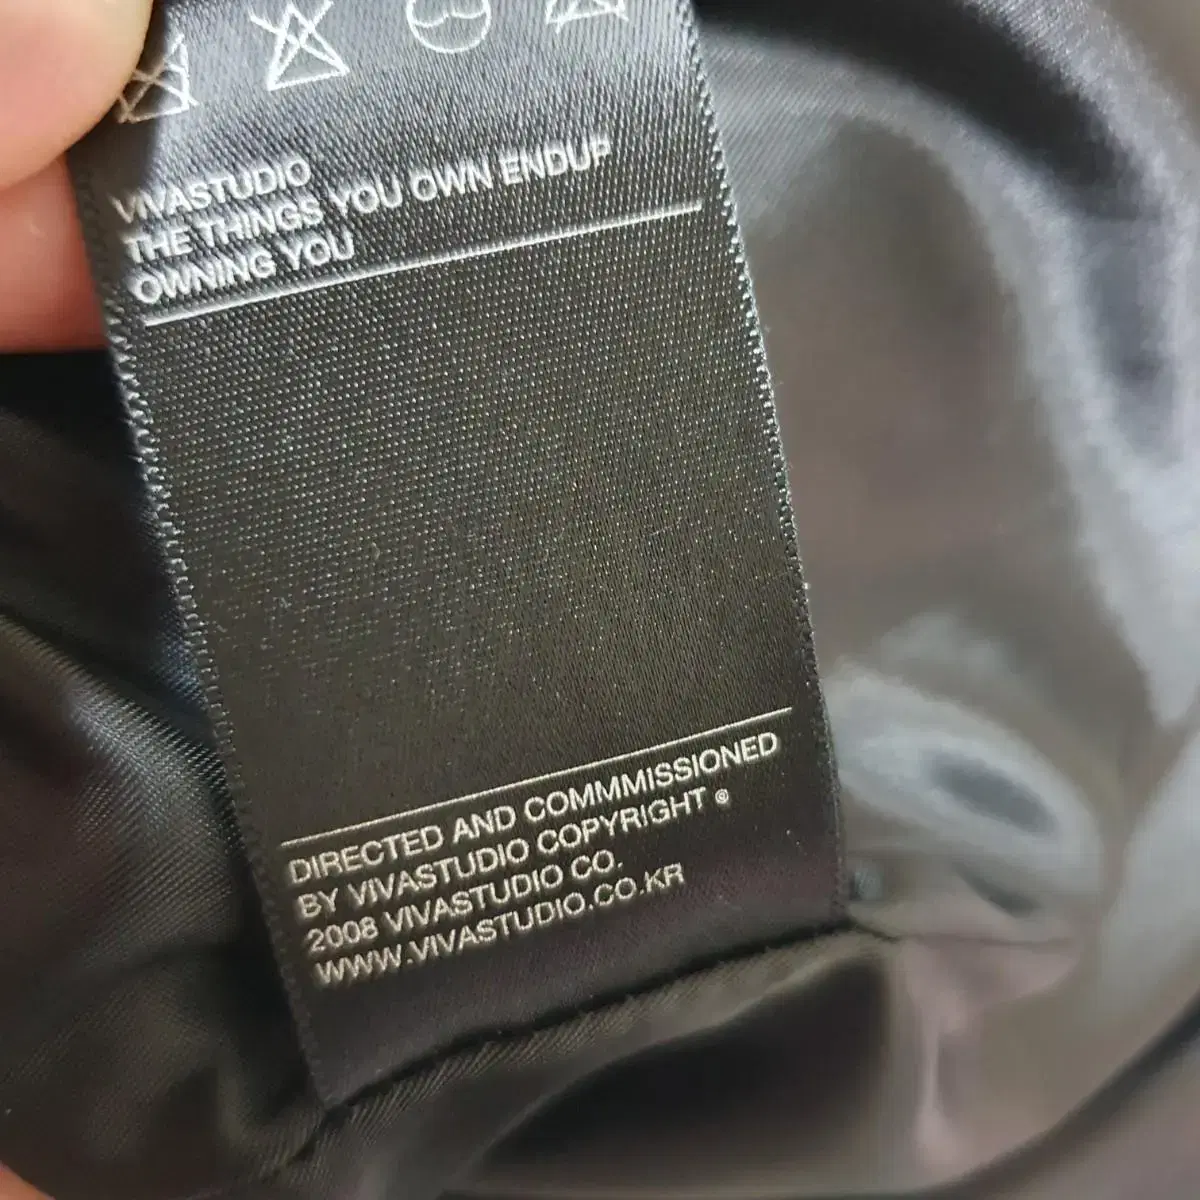 VIVASTUDIO
THE THINGS YOU OWN ENDUP
OWNING YOU
DIRECTED AND COMMMISSIONED
BY VIVASTUDIO COPYRIGHT ©
2008 VIVASTUDIO CO.
WWW.VIVASTUDIO.CO.KR